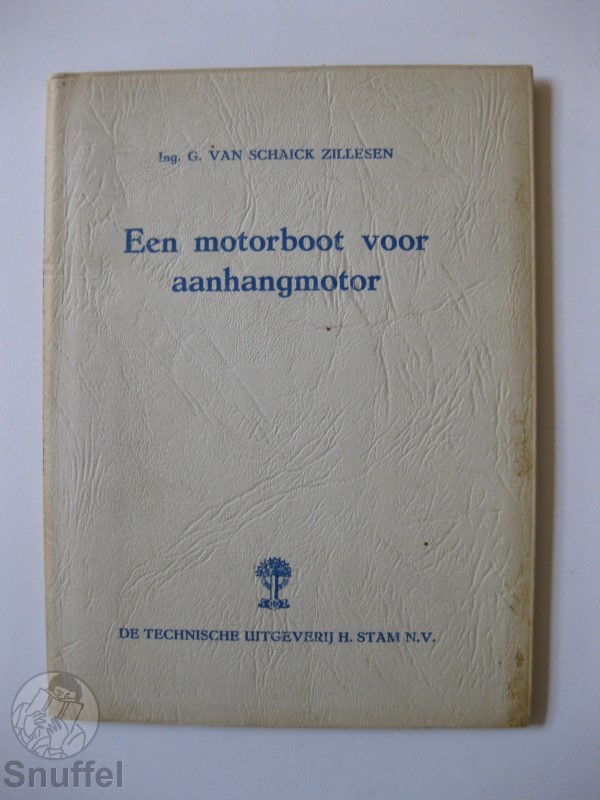 Ing. G. VAN SCHAICK ZILLESEN
Een motorboot voor
aanhangmotor
DE TECHNISCHE UITGEVERIJ H. STAM N.V.
Snuffel